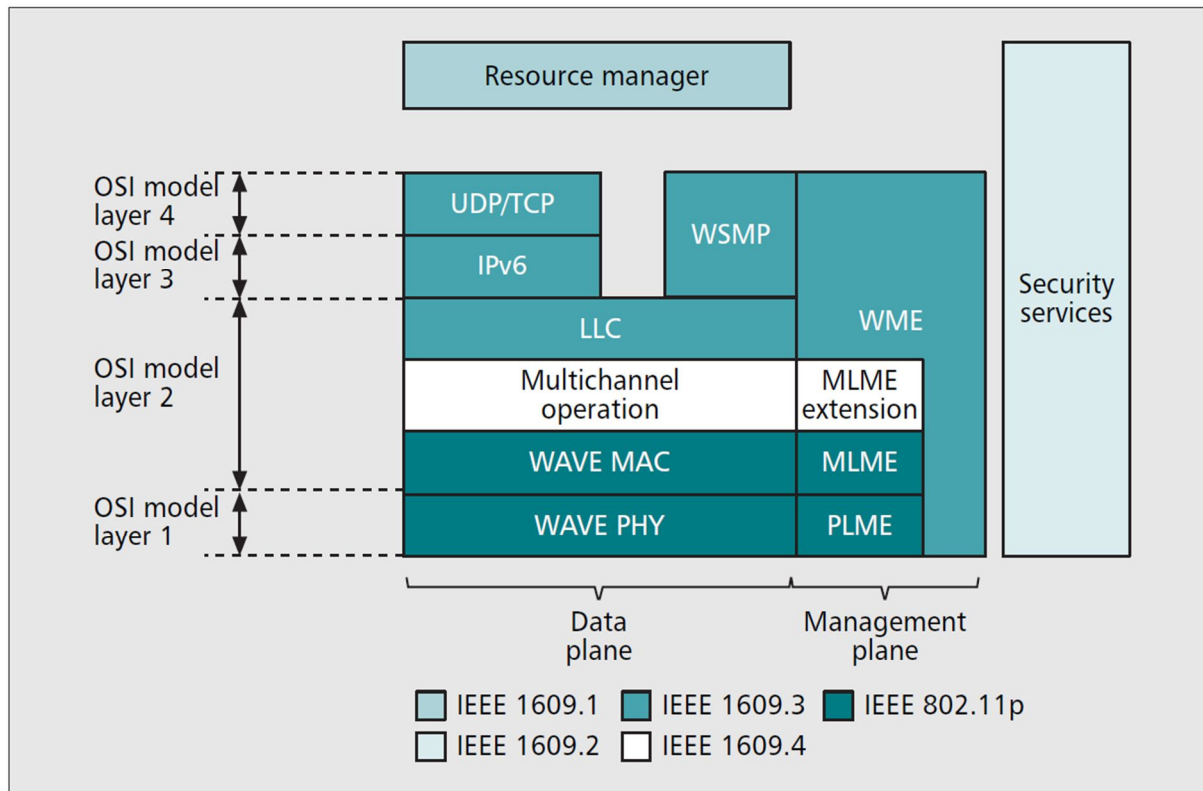 Resource manager
OSI model
layer 4
UDP/TCP
WSMP
OSI model
layer 3
IPv6
Security
services
LLC
WME
OSI model
layer 2
Multichannel
operation
MLME
extension
WAVE MAC
MLME
OSI model
layer 1
WAVE PHY
PLME
Data
plane
Management
plane
IEEE 1609.1
IEEE 1609.3
IEEE 802.11p
IEEE 1609.2
IEEE 1609.4